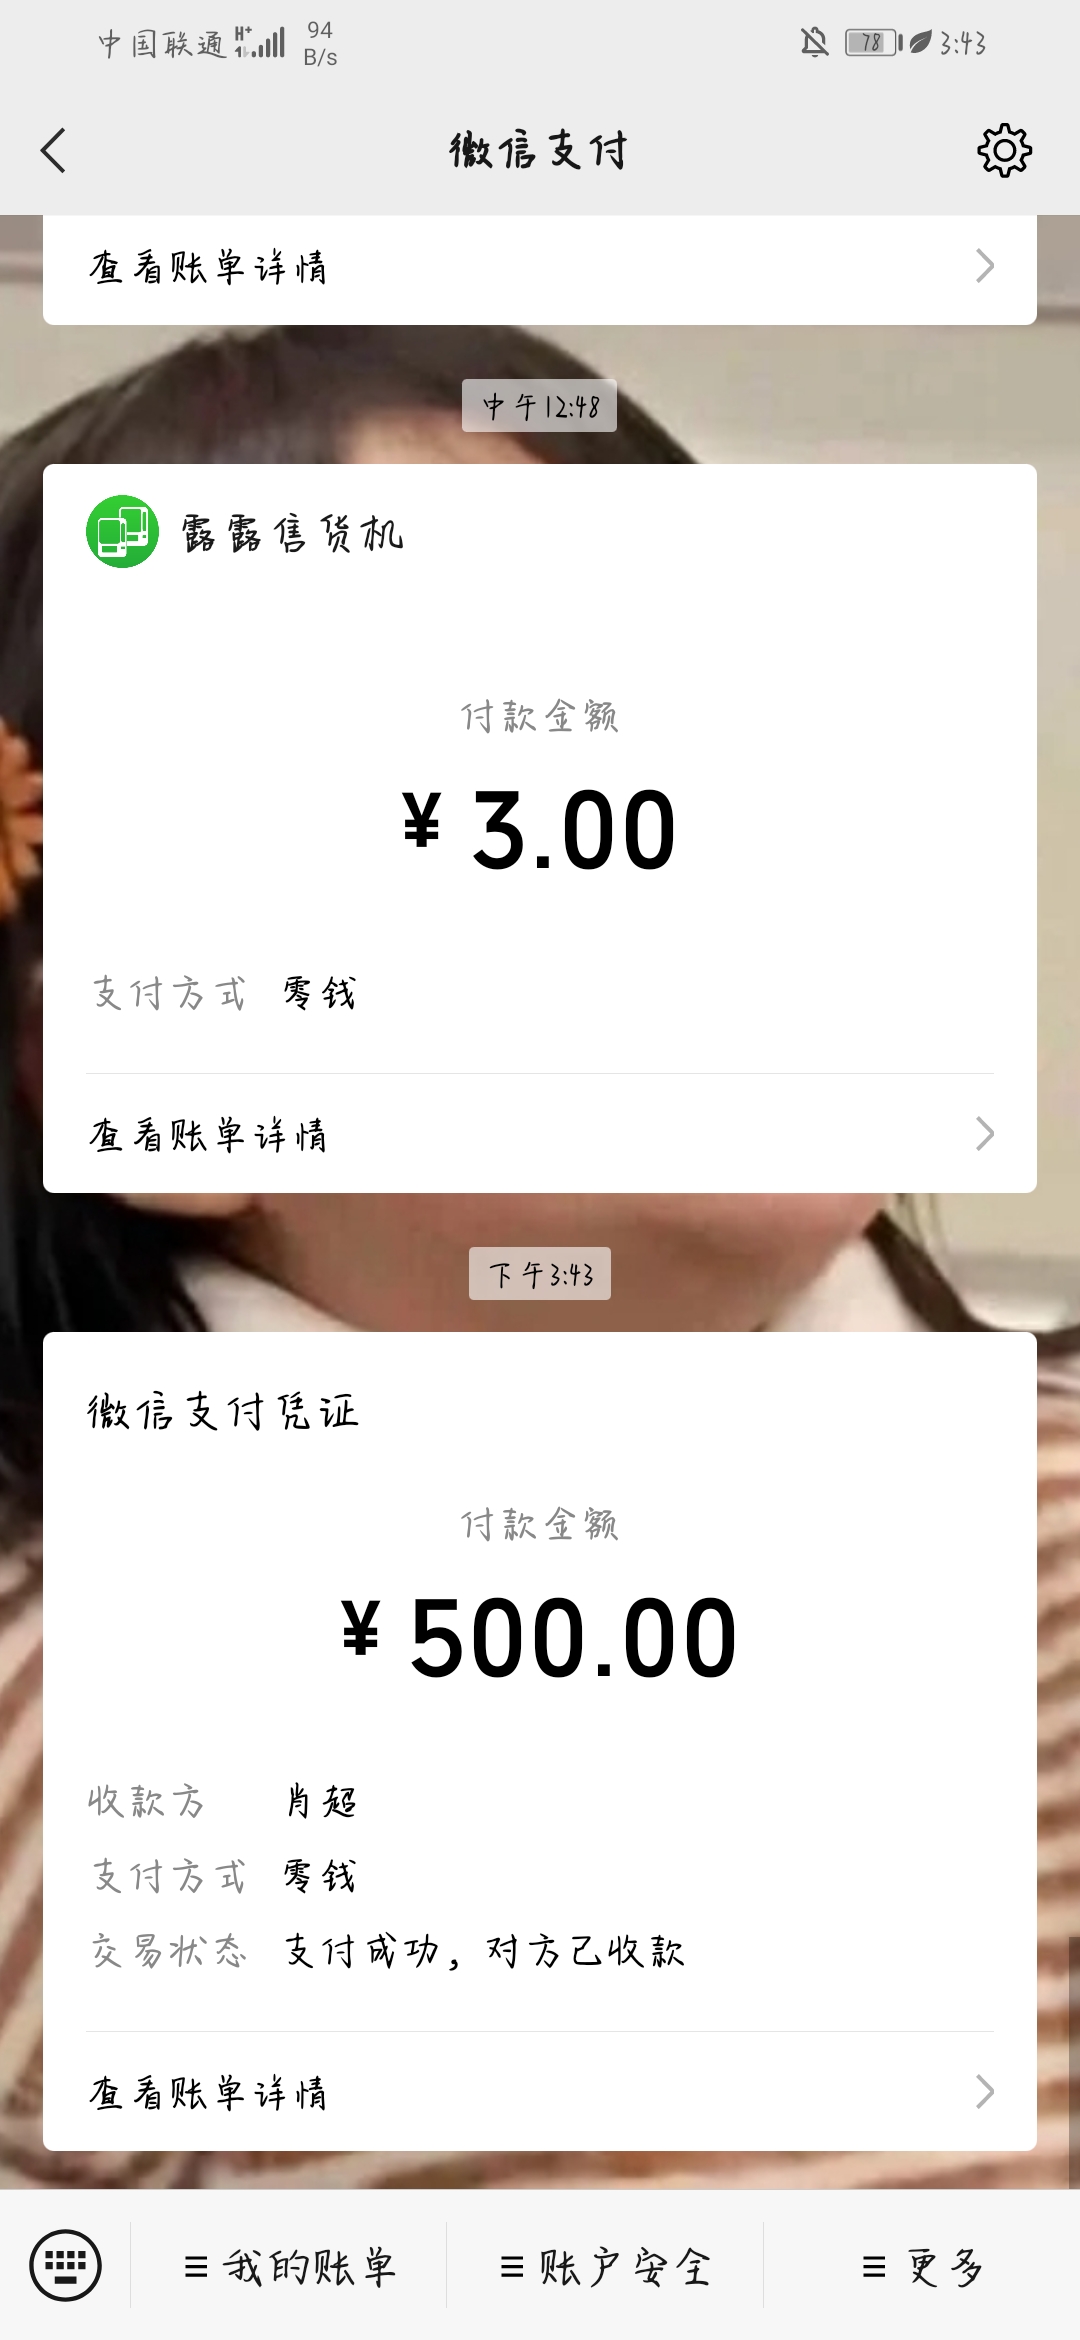 中国联通 H+ 94 B/s 78 3:43
微信支付
查看账单详情
中午12:48
露露售货机
付款金额
¥ 3.00
支付方式 零钱
查看账单详情
下午3:43
微信支付凭证
付款金额
¥ 500.00
收款方 肖超
支付方式 零钱
交易状态 支付成功，对方已收款
查看账单详情
我的账单 账户安全 更多